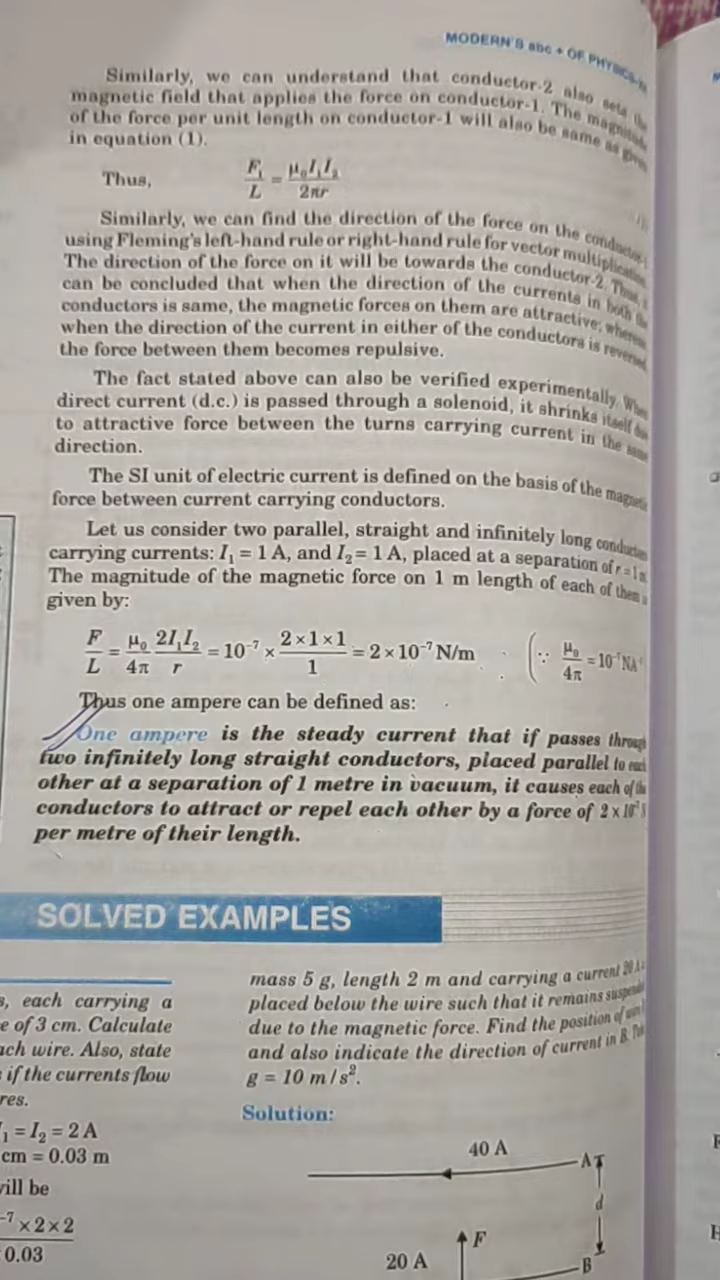 MODERN'S abc + OF PHYSICS
Similarly, we can understand that conductor-2 also sets the
magnetic field that applies the force on conductor-1. The magnitude
of the force per unit length on conductor-1 will also be same as given
in equation (1).
Thus, F₁/L = μ₀I₁I₂/2πr
Similarly, we can find the direction of the force on the conductor
using Fleming's left-hand rule or right-hand rule for vector multiplication.
The direction of the force on it will be towards the conductor-2. Thus,
can be concluded that when the direction of the currents in both the
conductors is same, the magnetic forces on them are attractive; whereas
when the direction of the current in either of the conductors is reversed,
the force between them becomes repulsive.
The fact stated above can also be verified experimentally. When
direct current (d.c.) is passed through a solenoid, it shrinks itself due
to attractive force between the turns carrying current in the same
direction.
The SI unit of electric current is defined on the basis of the magnetic
force between current carrying conductors.
Let us consider two parallel, straight and infinitely long conductors
carrying currents: I₁ = 1 A, and I₂ = 1 A, placed at a separation of r = 1 m.
The magnitude of the magnetic force on 1 m length of each of them is
given by:
F/L = μ₀/4π 2I₁I₂/r = 10⁻⁷ × 2×1×1/1 = 2 × 10⁻⁷ N/m (∵ μ₀/4π = 10⁻⁷ NA
Thus one ampere can be defined as:
One ampere is the steady current that if passes through
two infinitely long straight conductors, placed parallel to each
other at a separation of 1 metre in vacuum, it causes each of the
conductors to attract or repel each other by a force of 2 × 10⁻⁷ N
per metre of their length.
SOLVED EXAMPLES
s, each carrying a
e of 3 cm. Calculate
ach wire. Also, state
if the currents flow
res.
I₁ = I₂ = 2 A
cm = 0.03 m
will be
⁻⁷ × 2 × 2
0.03
mass 5 g, length 2 m and carrying a current 20 A is
placed below the wire such that it remains suspended
due to the magnetic force. Find the position of wire
and also indicate the direction of current in B.
g = 10 m/s².
Solution:
40 A
A
d
F
20 A
B